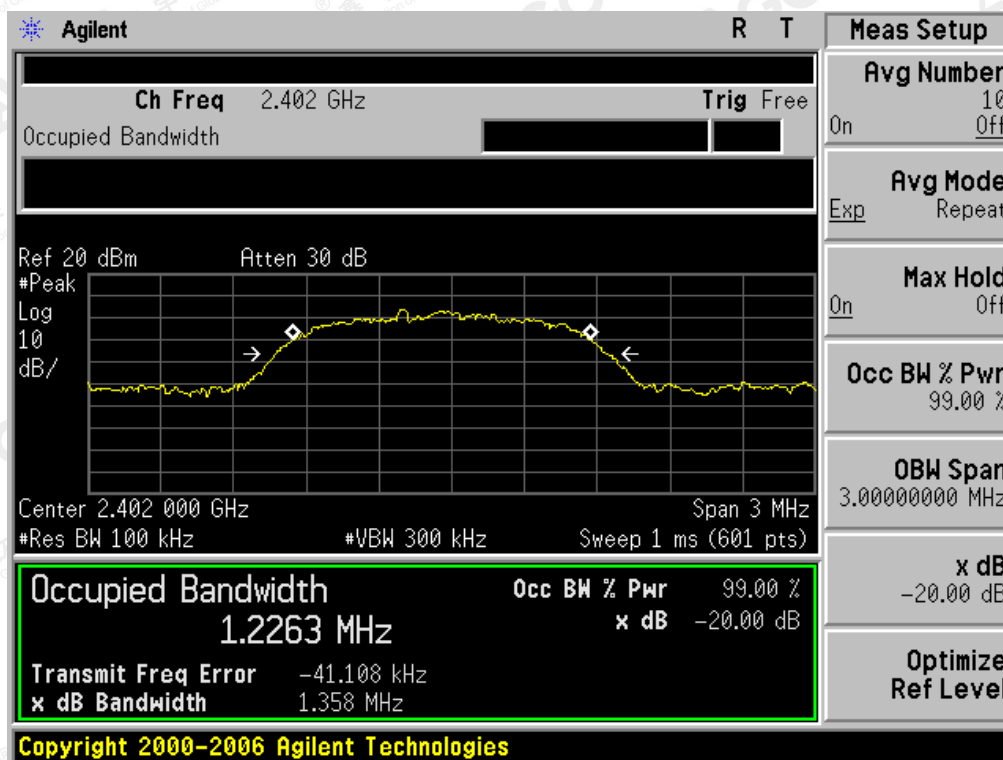 Agilent R T
Ch Freq 2.402 GHz Trig Free
Occupied Bandwidth
Ref 20 dBm Atten 30 dB
#Peak
Log
10
dB/
Center 2.402 000 GHz Span 3 MHz
#Res BW 100 kHz #VBW 300 kHz Sweep 1 ms (601 pts)
Occupied Bandwidth
1.2263 MHz
Occ BW % Pwr 99.00 %
x dB -20.00 dB
Transmit Freq Error -41.108 kHz
x dB Bandwidth 1.358 MHz
Copyright 2000-2006 Agilent Technologies
Meas Setup
Avg Number
10
On Off
Avg Mode
Exp Repeat
Max Hold
On Off
Occ BW % Pwr
99.00 %
OBW Span
3.00000000 MHz
x dB
-20.00 dB
Optimize
Ref Level